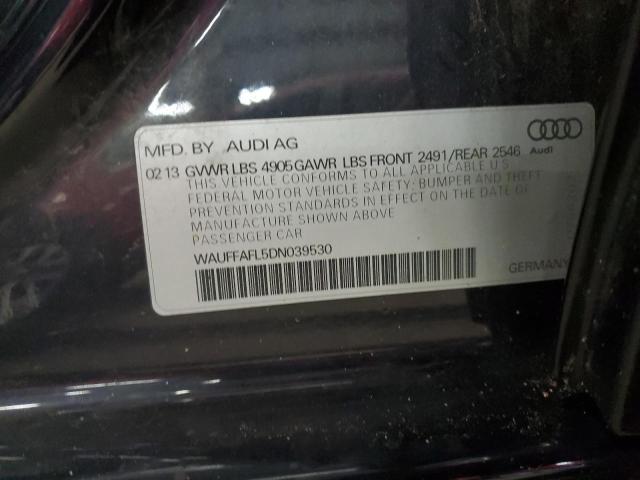 MFD. BY AUDI AG
02 13 GVWR LBS 4905 GAWR LBS FRONT 2491/REAR 2546
THIS VEHICLE CONFORMS TO ALL APPLICABLE U S
FEDERAL MOTOR VEHICLE SAFETY: BUMPER AND THEFT
PREVENTION STANDARDS IN EFFECT ON THE DATE OF
MANUFACTURE SHOWN ABOVE
PASSENGER CAR
WAUFFAFL5DN039530
Audi
GERMANY